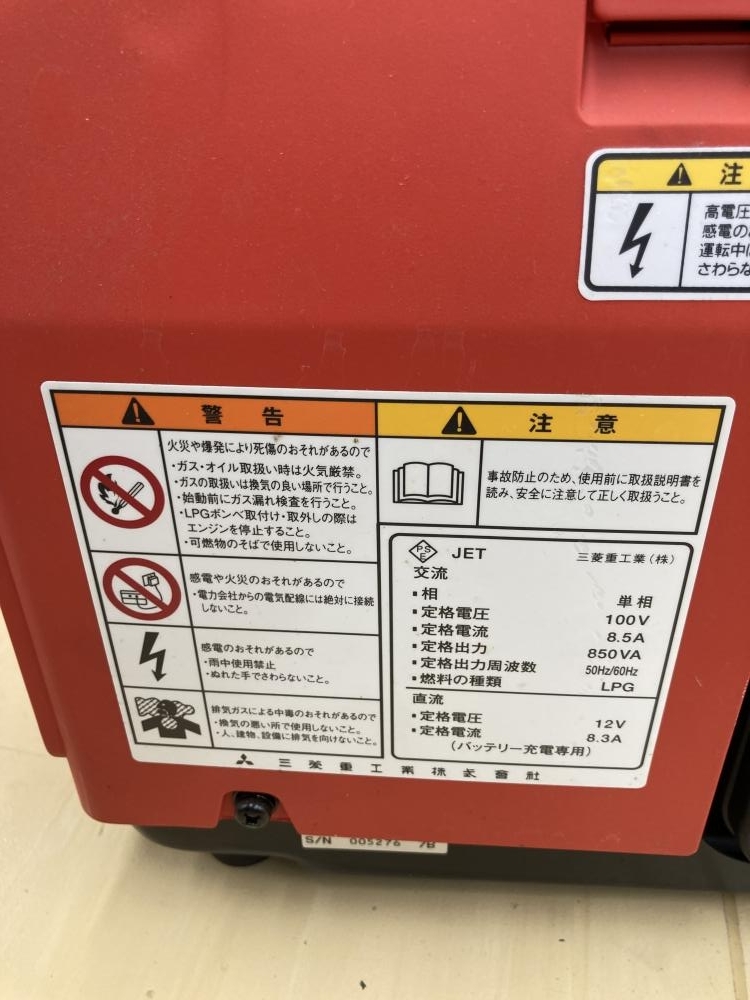 注
高電圧
感電の
運転中
さわらな
警告
火災や爆発により死傷のおそれがあるので
・ガス・オイル取扱い時は火気厳禁。
・ガスの取扱いは換気の良い場所で行うこと。
・始動前にガス漏れ検査を行うこと。
・LPGボンベ取付け・取外しの際は
エンジンを停止すること。
・可燃物のそばで使用しないこと。
感電や火災のおそれがあるので
・電力会社からの電気配線には絶対に接続
しないこと。
感電のおそれがあるので
・雨中使用禁止
・ぬれた手でさわらないこと。
排気ガスによる中毒のおそれがあるので
・換気の悪い所で使用しないこと。
・人、建物、設備に排気を向けないこと。
注意
事故防止のため、使用前に取扱説明書を
読み、安全に注意して正しく取扱うこと。
PSE JET 三菱重工業(株)
交流
・相 単相
・定格電圧 100V
・定格電流 8.5A
・定格出力 850VA
・定格出力周波数 50Hz/60Hz
・燃料の種類 LPG
直流
・定格電圧 12V
・定格電流 8.3A
(バッテリー充電専用)
三菱重工業株式会社
S/N 005276 /B